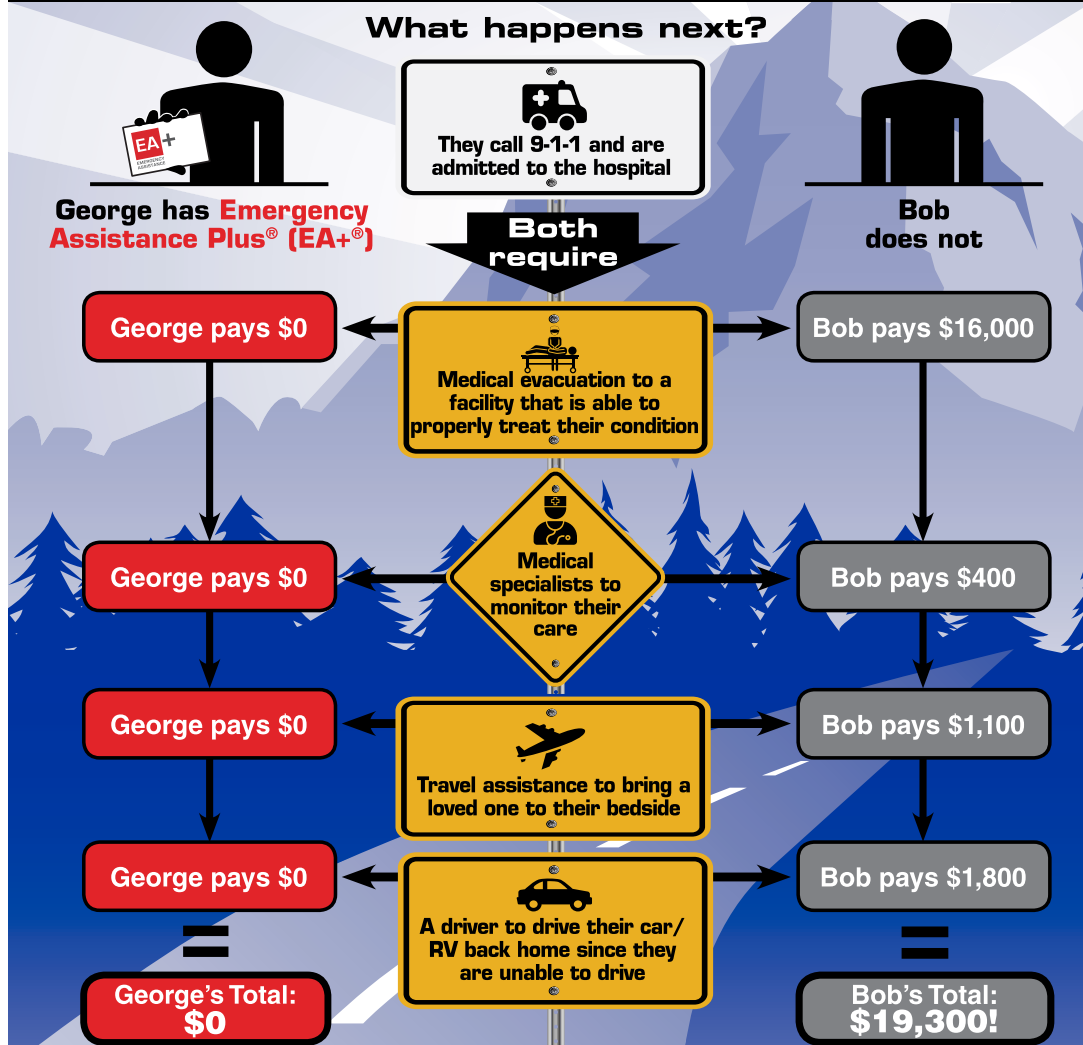 What happens next?
EA+
EMERGENCY
ASSISTANCE
They call 9-1-1 and are
admitted to the hospital
George has Emergency
Assistance Plus® (EA+®)
Bob
does not
Both
require
George pays $0
Medical evacuation to a
facility that is able to
properly treat their condition
Bob pays $16,000
George pays $0
Medical
specialists to
monitor their
care
Bob pays $400
George pays $0
Travel assistance to bring a
loved one to their bedside
Bob pays $1,100
George pays $0
A driver to drive their car/
RV back home since they
are unable to drive
Bob pays $1,800
=
=
George's Total:
$0
Bob's Total:
$19,300!